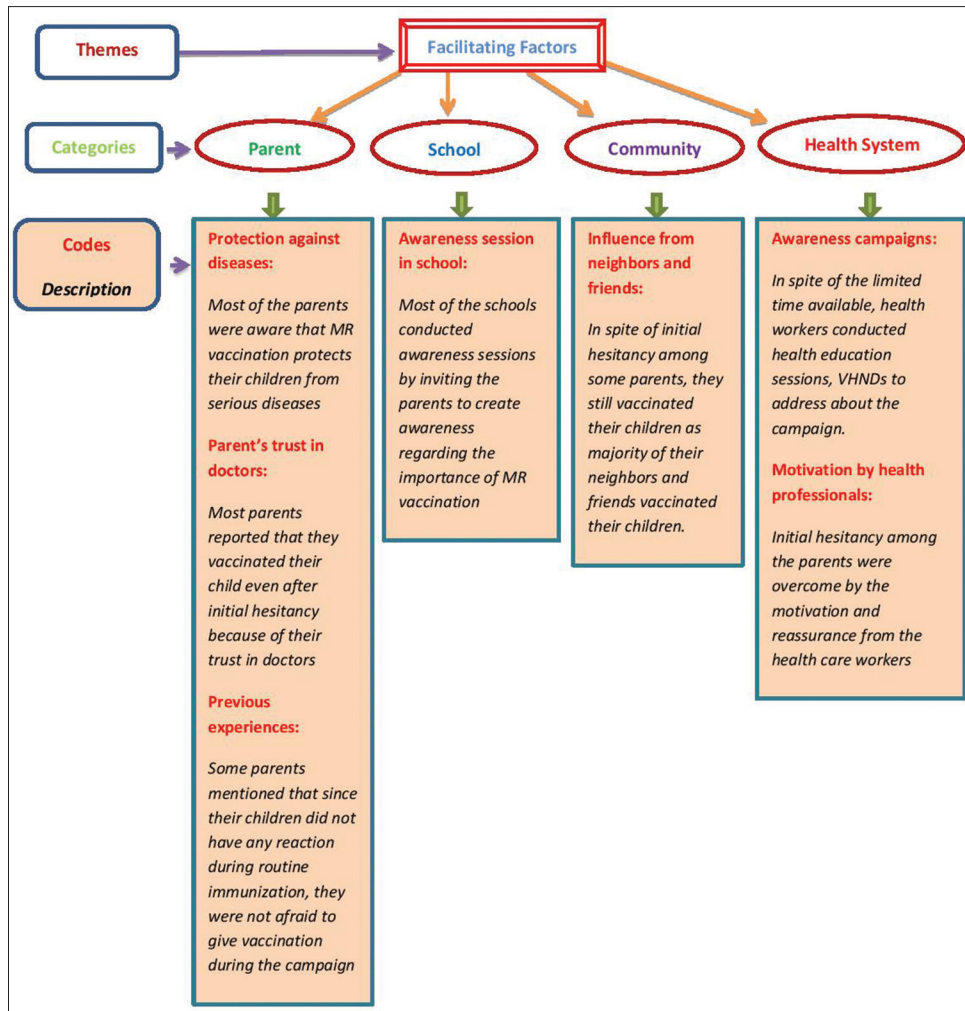 Themes
Facilitating Factors
Categories
Parent
School
Community
Health System
Codes
Description
Protection against
diseases:
Most of the parents
were aware that MR
vaccination protects
their children from
serious diseases
Parent's trust in
doctors:
Most parents
reported that they
vaccinated their
child even after
initial hesitancy
because of their
trust in doctors
Previous
experiences:
Some parents
mentioned that since
their children did not
have any reaction
during routine
immunization, they
were not afraid to
give vaccination
during the campaign
Awareness session
in school:
Most of the schools
conducted
awareness sessions
by inviting the
parents to create
awareness
regarding the
importance of MR
vaccination
Influence from
neighbors and
friends:
In spite of initial
hesitancy among
some parents, they
still vaccinated
their children as
majority of their
neighbors and
friends vaccinated
their children.
Awareness campaigns:
In spite of the limited
time available, health
workers conducted
health education
sessions, VHNDs to
address about the
campaign.
Motivation by health
professionals:
Initial hesitancy among
the parents were
overcome by the
motivation and
reassurance from the
health care workers